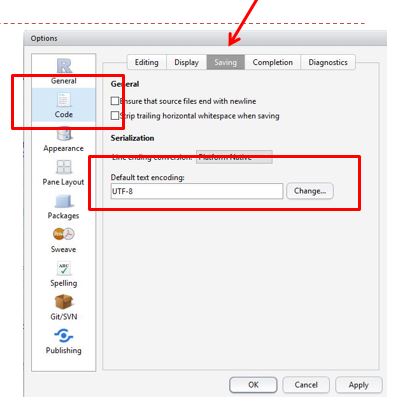 Options
General
Code
Appearance
Pane Layout
Packages
Sweave
ABC
Spelling
Git/SVN
Publishing
Editing
Display
Saving
Completion
Diagnostics
General
Ensure that source files end with newline
Strip trailing horizontal whitespace when saving
Serialization
Line ending conversion: Platform Native
Default text encoding:
UTF-8
Change...
OK
Cancel
Apply